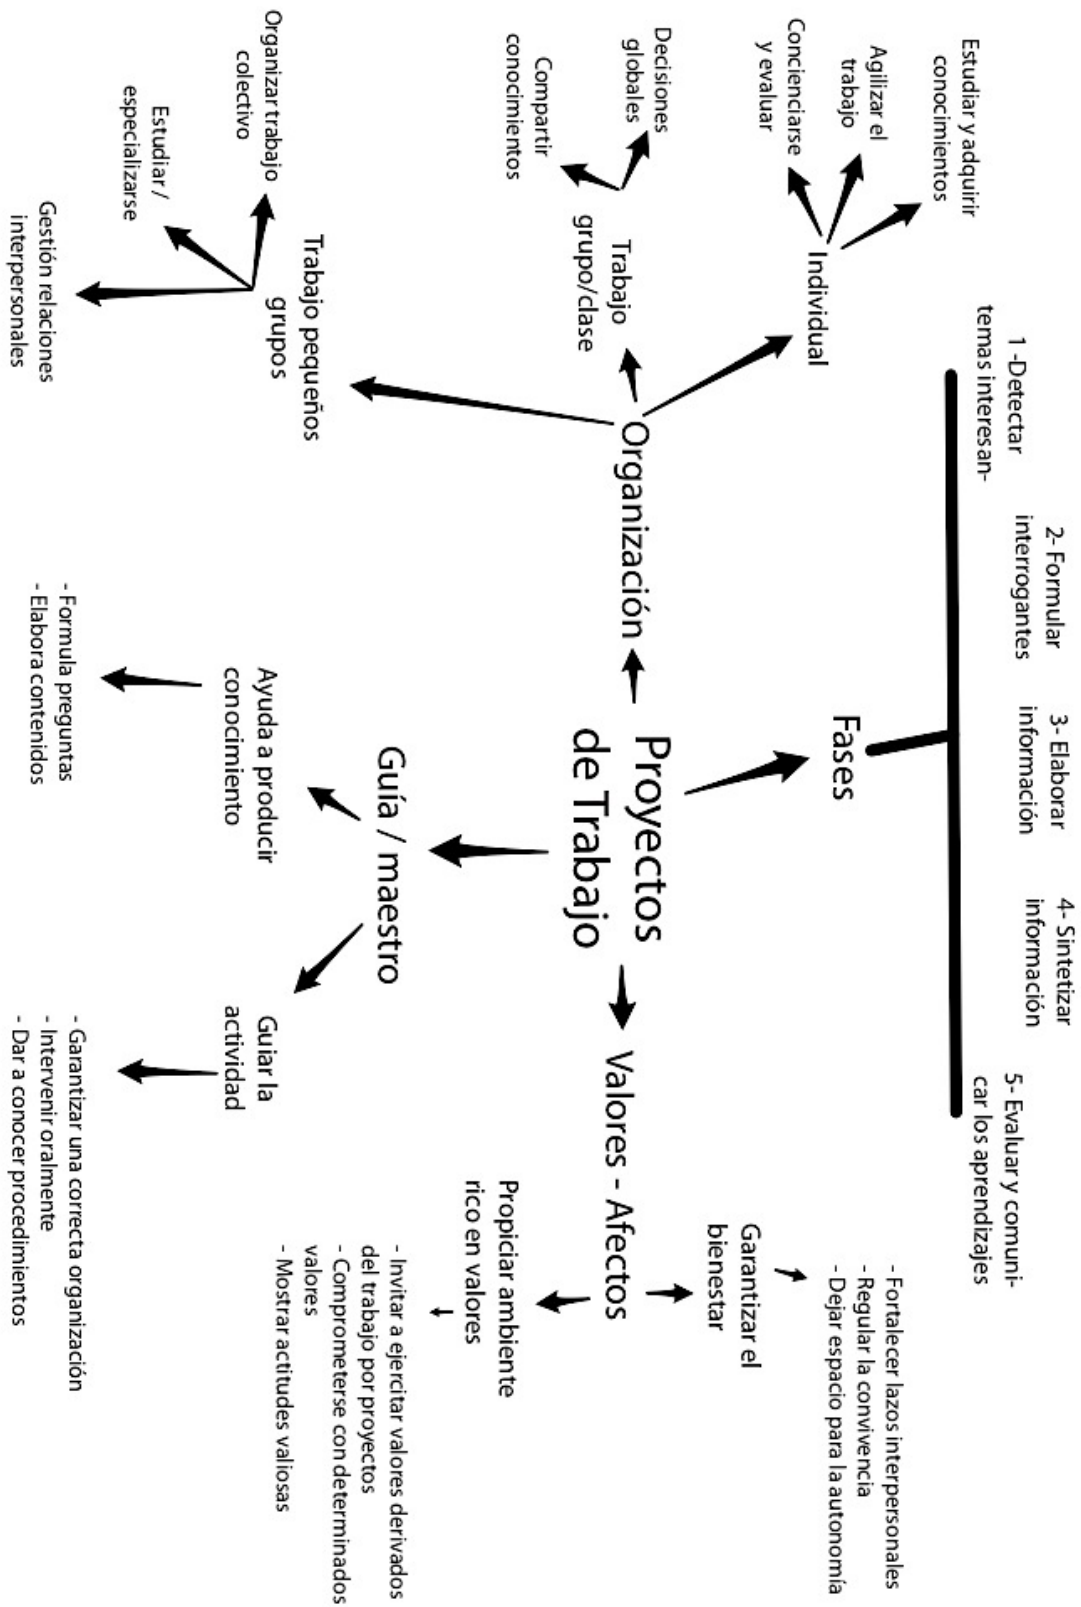 1 -Detectar
temas interesan-
2- Formular
interrogantes
3- Elaborar
información
4- Sintetizar
información
5- Evaluar y comuni-
car los aprendizajes
Fases
Estudiar y adquirir
conocimientos
Agilizar el
trabajo
Concienciarse
y evaluar
Individual
Decisiones
globales
Compartir
conocimientos
Trabajo
grupo/clase
Organización
Organizar trabajo
colectivo
Estudiar /
especializarse
Gestión relaciones
interpersonales
Trabajo pequeños
grupos
Proyectos
de Trabajo
Valores - Afectos
Garantizar el
bienestar
- Fortalecer lazos interpersonales
- Regular la convivencia
- Dejar espacio para la autonomía
Propiciar ambiente
rico en valores
- Invitar a ejercitar valores derivados
del trabajo por proyectos
- Comprometerse con determinados
valores
- Mostrar actitudes valiosas
Guía / maestro
Ayuda a producir
conocimiento
- Formula preguntas
- Elabora contenidos
Guiar la
actividad
- Garantizar una correcta organización
- Intervenir oralmente
- Dar a conocer procedimientos